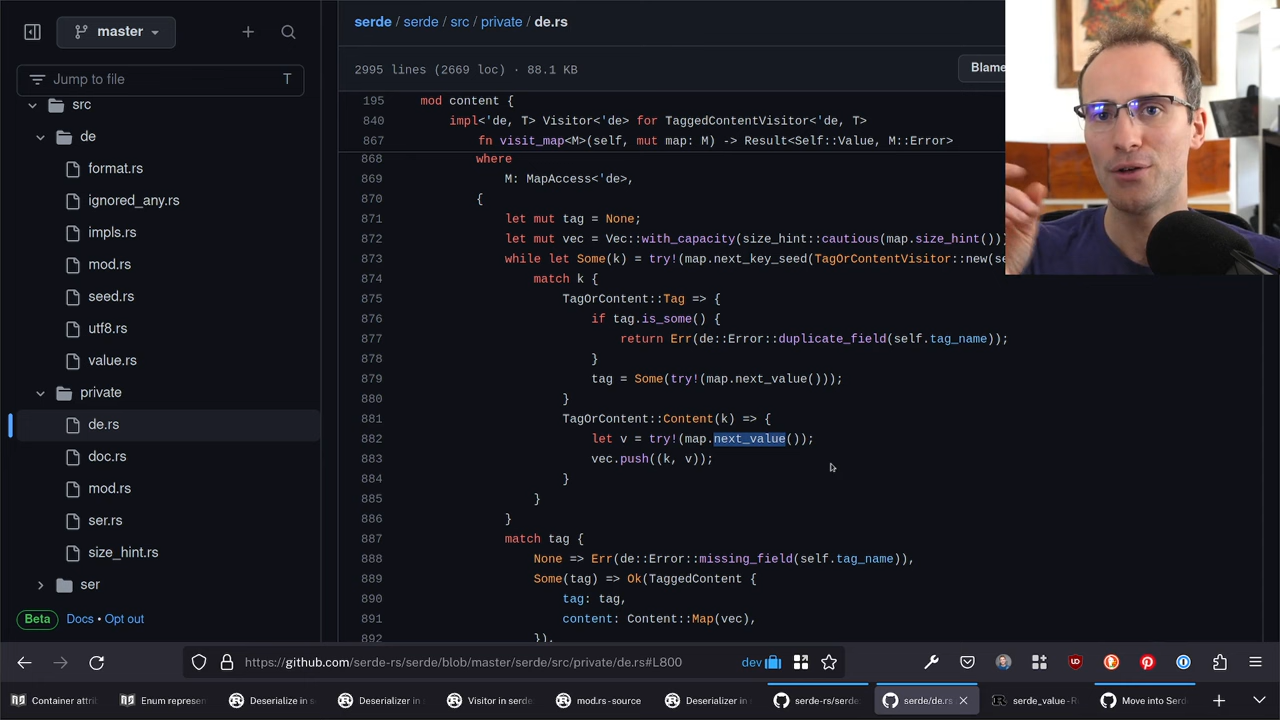 master
Jump to file
T
src
de
format.rs
ignored_any.rs
impls.rs
mod.rs
seed.rs
utf8.rs
value.rs
private
de.rs
doc.rs
mod.rs
ser.rs
size_hint.rs
ser
Beta Docs · Opt out
serde / serde / src / private / de.rs
2995 lines (2669 loc) · 88.1 KB
Blame
195 mod content {
840 impl<'de, T> Visitor<'de> for TaggedContentVisitor<'de, T>
867 fn visit_map<M>(self, mut map: M) -> Result<Self::Value, M::Error>
868 where
869 M: MapAccess<'de>,
870 {
871 let mut tag = None;
872 let mut vec = Vec::with_capacity(size_hint::cautious(map.size_hint())
873 while let Some(k) = try!(map.next_key_seed(TagOrContentVisitor::new(se
874 match k {
875 TagOrContent::Tag => {
876 if tag.is_some() {
877 return Err(de::Error::duplicate_field(self.tag_name));
878 }
879 tag = Some(try!(map.next_value()));
880 }
881 TagOrContent::Content(k) => {
882 let v = try!(map.next_value());
883 vec.push((k, v));
884 }
885 }
886 }
887 match tag {
888 None => Err(de::Error::missing_field(self.tag_name)),
889 Some(tag) => Ok(TaggedContent {
890 tag: tag,
891 content: Content::Map(vec),
892 }),
https://github.com/serde-rs/serde/blob/master/serde/src/private/de.rs#L800
dev
Container attrib
Enum represent
Deserialize in s
Deserializer in
Visitor in serde
mod.rs - source
Deserializer in
serde-rs/serde
serde/de.rs
serde_value - R
Move into Serd